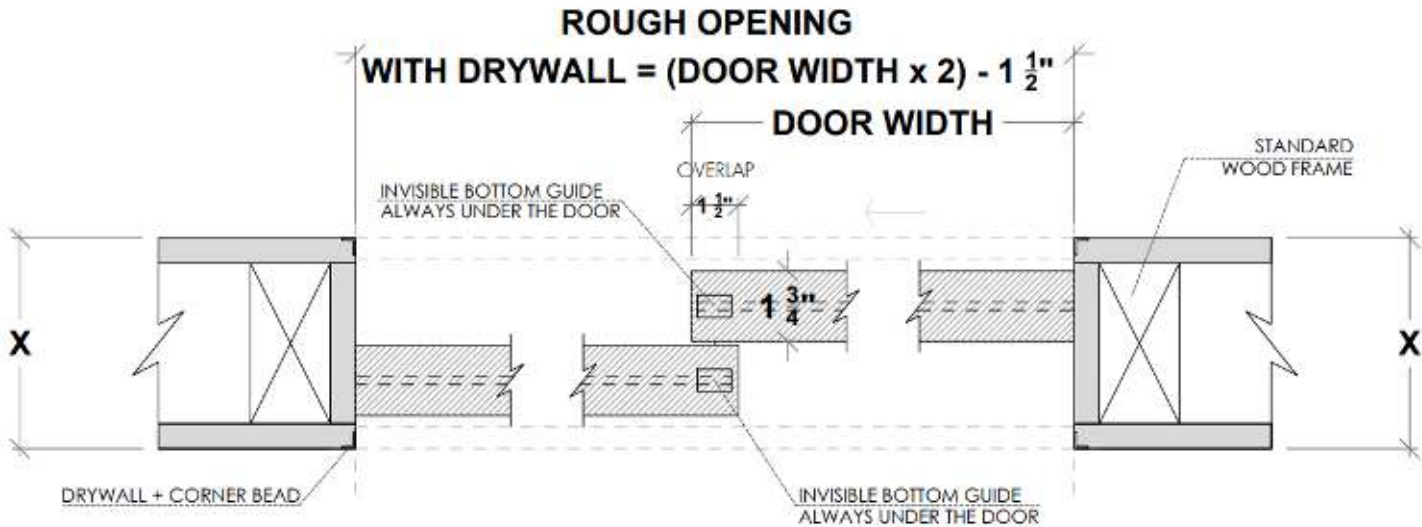 ROUGH OPENING
WITH DRYWALL = (DOOR WIDTH x 2) - 1 1/2"
DOOR WIDTH
OVERLAP
1 1/2"
STANDARD
WOOD FRAME
INVISIBLE BOTTOM GUIDE
ALWAYS UNDER THE DOOR
1 3/4"
X
X
DRYWALL + CORNER BEAD
INVISIBLE BOTTOM GUIDE
ALWAYS UNDER THE DOOR